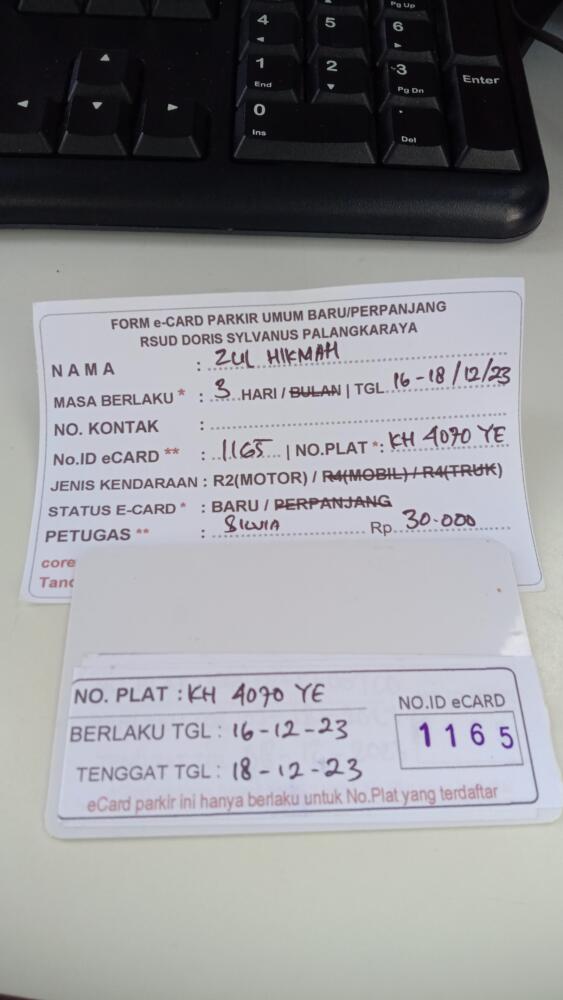 Pg Up
4
5
6
1
End
2
3
Pg Dn
Enter
0
Ins
.
Del
FORM e-CARD PARKIR UMUM BARU/PERPANJANG
RSUD DORIS SYLVANUS PALANGKARAYA
NAMA : ZUL HIKMAH
MASA BERLAKU * : 3 HARI / BULAN | TGL 16-18/12/23
NO. KONTAK :
No.ID eCARD ** : 1165 | NO.PLAT *: KH 4070 YE
JENIS KENDARAAN : R2(MOTOR) / R4(MOBIL) / R4(TRUK)
STATUS E-CARD * : BARU / PERPANJANG
PETUGAS ** : SILVIA Rp. 30.000
core
Tand
NO. PLAT : KH 4070 YE
BERLAKU TGL : 16-12-23
TENGGAT TGL : 18-12-23
NO.ID eCARD
1165
eCard parkir ini hanya berlaku untuk No.Plat yang terdaftar